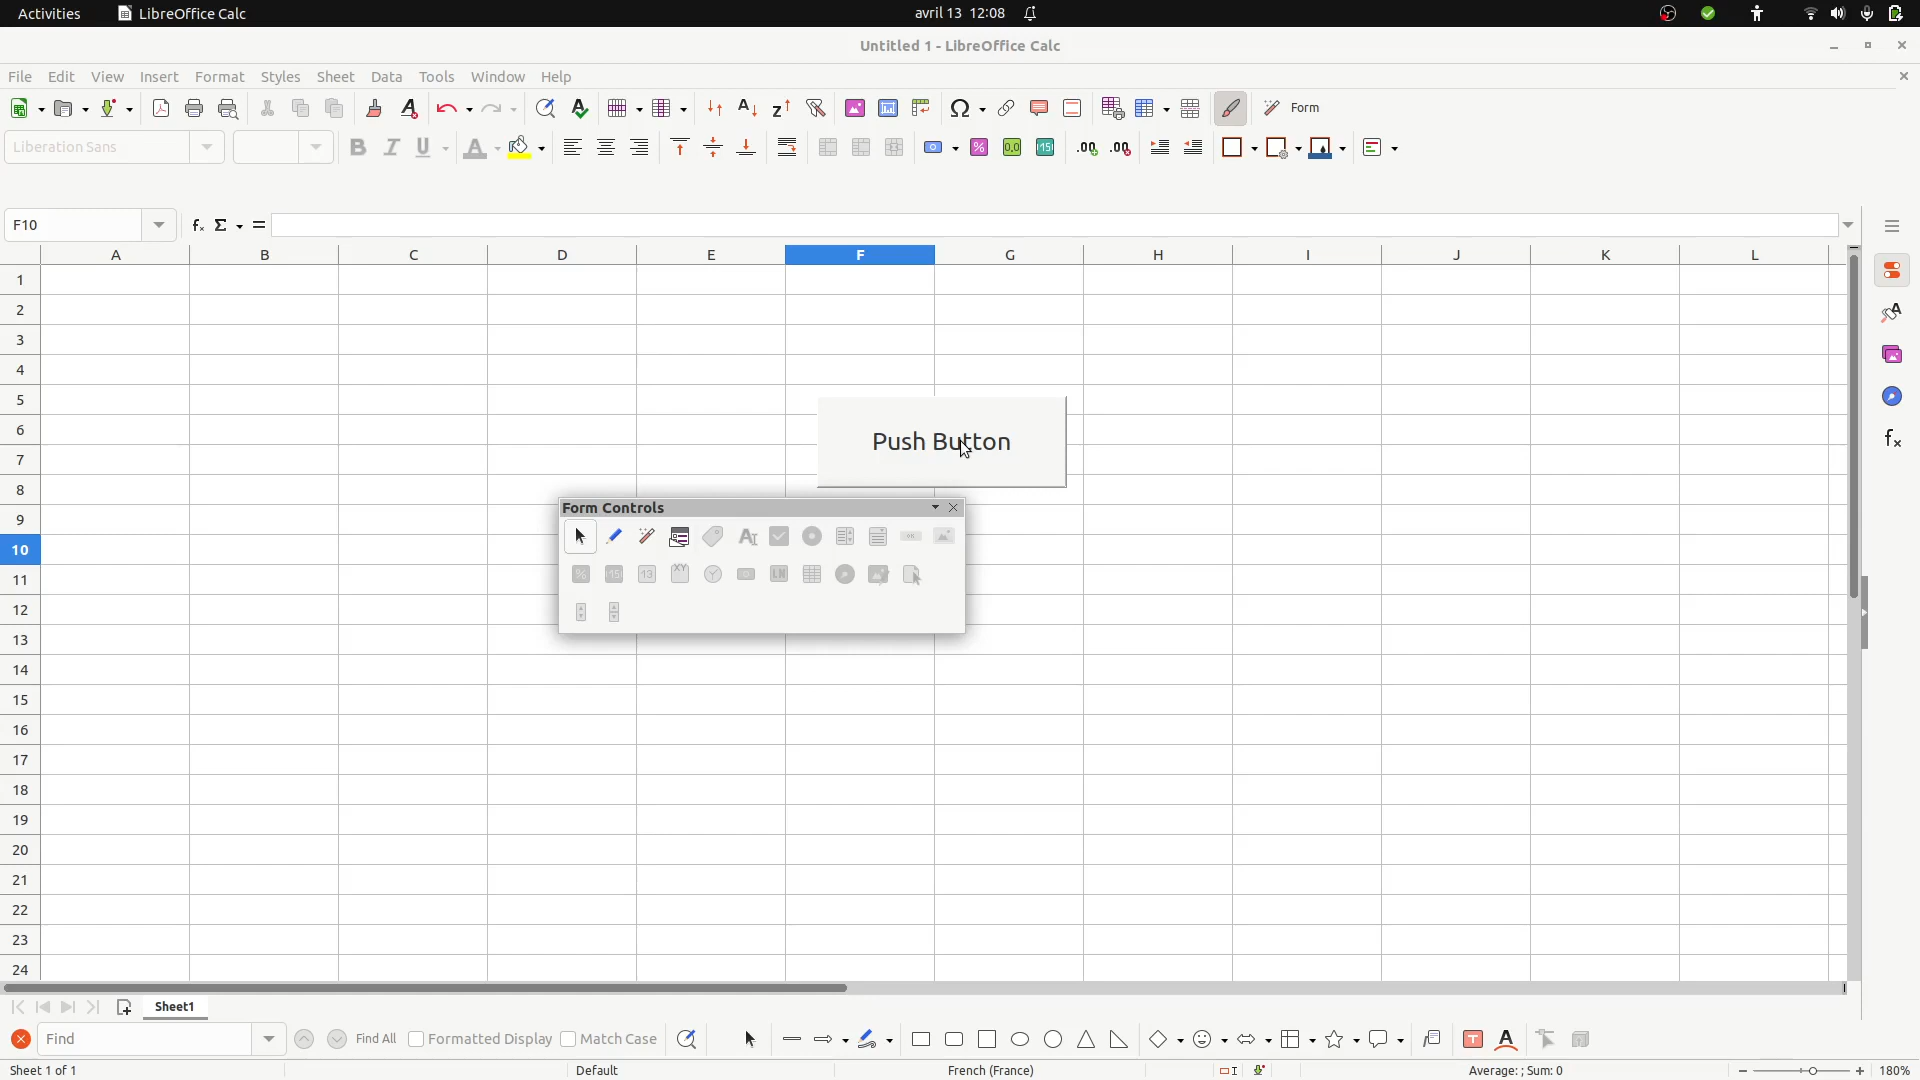 Activities LibreOffice Calc avril 13 12:08
Untitled 1 - LibreOffice Calc
File Edit View Insert Format Styles Sheet Data Tools Window Help
Form
Liberation Sans
F10
A B C D E F G H I J K L
1
2
3
4
5
6
Push Button
7
8
9
Form Controls
10
11
12
13
14
15
16
17
18
19
20
21
22
23
24
Sheet1
Find Find All Formatted Display Match Case
Sheet 1 of 1 Default French (France) Average: ; Sum: 0 180%